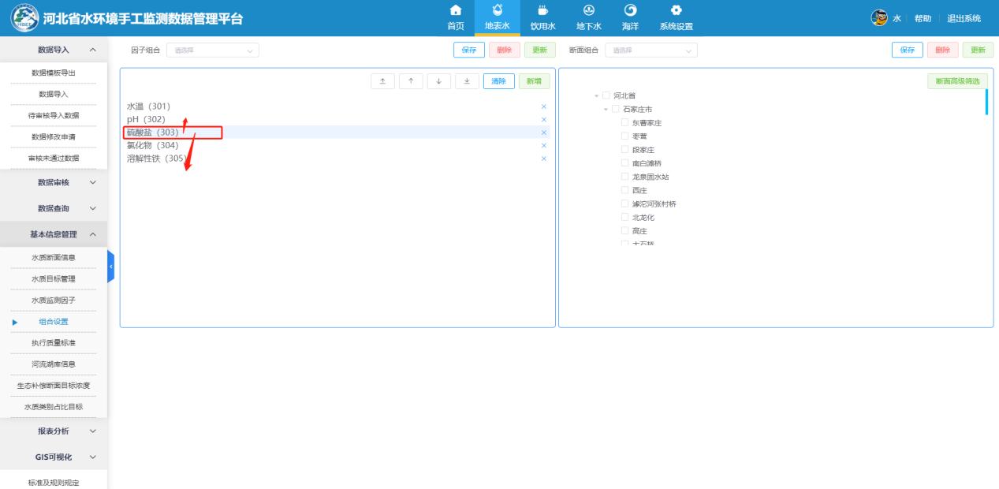 河北省水环境手工监测数据管理平台
首页
地表水
饮用水
地下水
海洋
系统设置
水
帮助
退出系统
数据导入
数据模板导出
数据导入
待审核导入数据
数据修改申请
审核未通过数据
数据审核
数据查询
基本信息管理
水质断面信息
水质目标管理
水质监测因子
组合设置
执行质量标准
河流湖库信息
生态补偿断面目标浓度
水质类别占比目标
报表分析
GIS可视化
标准及规则规定
因子组合 请选择 保存 删除 更新
清除 新增
水温（301）
pH（302）
硫酸盐（303）
氯化物（304）
溶解性铁（305）
断面组合 请选择 保存 删除 更新
断面高级筛选
河北省
石家庄市
东曹家庄
枣营
段家庄
南白滩桥
龙泉固水站
西庄
滹沱河张村桥
北龙化
高庄
大石桥